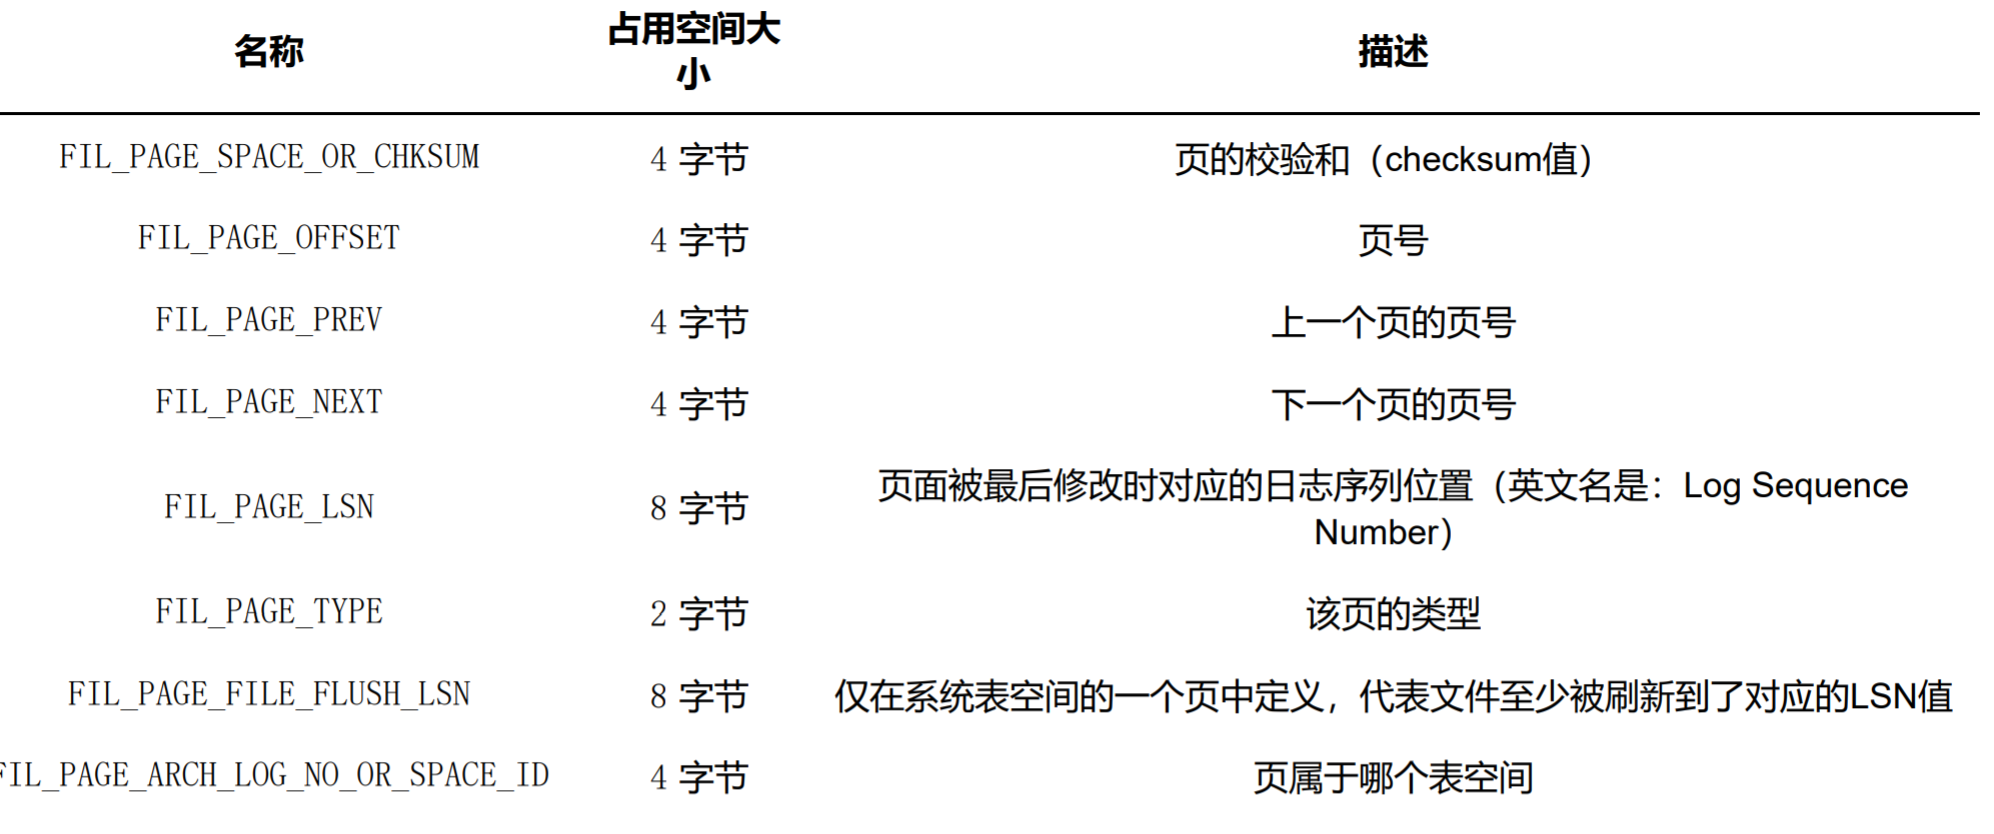 名称 占用空间大
小 描述
FIL_PAGE_SPACE_OR_CHKSUM 4 字节 页的校验和（checksum值）
FIL_PAGE_OFFSET 4 字节 页号
FIL_PAGE_PREV 4 字节 上一个页的页号
FIL_PAGE_NEXT 4 字节 下一个页的页号
FIL_PAGE_LSN 8 字节 页面被最后修改时对应的日志序列位置（英文名是：Log Sequence
Number）
FIL_PAGE_TYPE 2 字节 该页的类型
FIL_PAGE_FILE_FLUSH_LSN 8 字节 仅在系统表空间的一个页中定义，代表文件至少被刷新到了对应的LSN值
FIL_PAGE_ARCH_LOG_NO_OR_SPACE_ID 4 字节 页属于哪个表空间